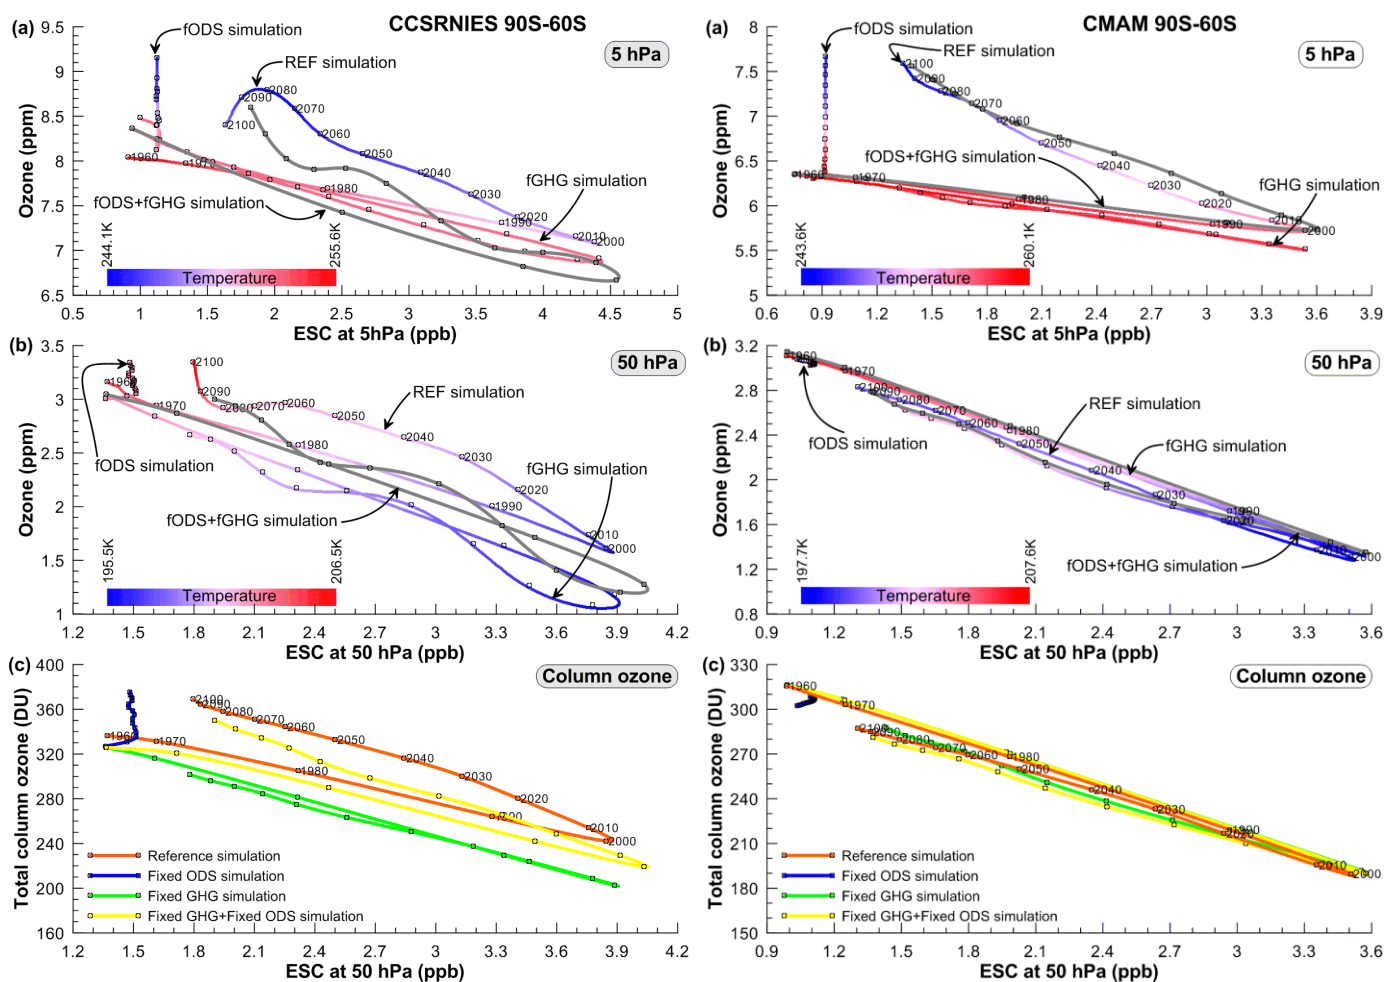 (a)
CCSRNIES 90S-60S
5 hPa
9.5
9
8.5
8
7.5
7
6.5
Ozone (ppm)
fODS simulation
REF simulation
fGHG simulation
fODS+fGHG simulation
2090
2080
2070
2100
2060
2050
2040
2030
2020
2010
2000
1960
1970
1980
1990
244.1K
255.6K
Temperature
0.5 1 1.5 2 2.5 3 3.5 4 4.5 5
ESC at 5hPa (ppb)
(b)
50 hPa
3.5
3
2.5
2
1.5
1
Ozone (ppm)
2100
1960
2090
1970
2080
2070
2060
2050
2040
2030
2020
2010
2000
1980
1990
REF simulation
fODS simulation
fGHG simulation
fODS+fGHG simulation
195.5K
206.5K
Temperature
1.2 1.5 1.8 2.1 2.4 2.7 3 3.3 3.6 3.9 4.2
ESC at 50 hPa (ppb)
(c)
Column ozone
400
360
320
280
240
200
160
Total column ozone (DU)
2100
2090
2080
2070
2060
2050
2040
2030
2020
2010
2000
1960
1970
1980
Reference simulation
Fixed ODS simulation
Fixed GHG simulation
Fixed GHG+Fixed ODS simulation
1.2 1.5 1.8 2.1 2.4 2.7 3 3.3 3.6 3.9 4.2
ESC at 50 hPa (ppb)
(a)
CMAM 90S-60S
5 hPa
8
7.5
7
6.5
6
5.5
5
Ozone (ppm)
fODS simulation
REF simulation
fODS+fGHG simulation
fGHG simulation
2100
2090
2080
2070
2060
2050
2040
2030
2020
2010
2000
1960
1970
1980
1990
243.6K
260.1K
Temperature
0.6 0.9 1.2 1.5 1.8 2.1 2.4 2.7 3 3.3 3.6 3.9
ESC at 5hPa (ppb)
(b)
50 hPa
3.2
2.8
2.4
2
1.6
1.2
0.8
Ozone (ppm)
1960
1970
2100
2090
2080
2070
2060
1980
2050
2040
2030
1990
2020
2010
2000
fODS simulation
REF simulation
fGHG simulation
fODS+fGHG simulation
197.7K
207.6K
Temperature
0.9 1.2 1.5 1.8 2.1 2.4 2.7 3 3.3 3.6
ESC at 50 hPa (ppb)
(c)
Column ozone
330
300
270
240
210
180
150
Total column ozone (DU)
1960
1970
2100
2090
2080
2070
2060
1980
2050
2040
2030
1990
2020
2010
2000
Reference simulation
Fixed ODS simulation
Fixed GHG simulation
Fixed GHG+Fixed ODS simulation
0.9 1.2 1.5 1.8 2.1 2.4 2.7 3 3.3 3.6
ESC at 50 hPa (ppb)